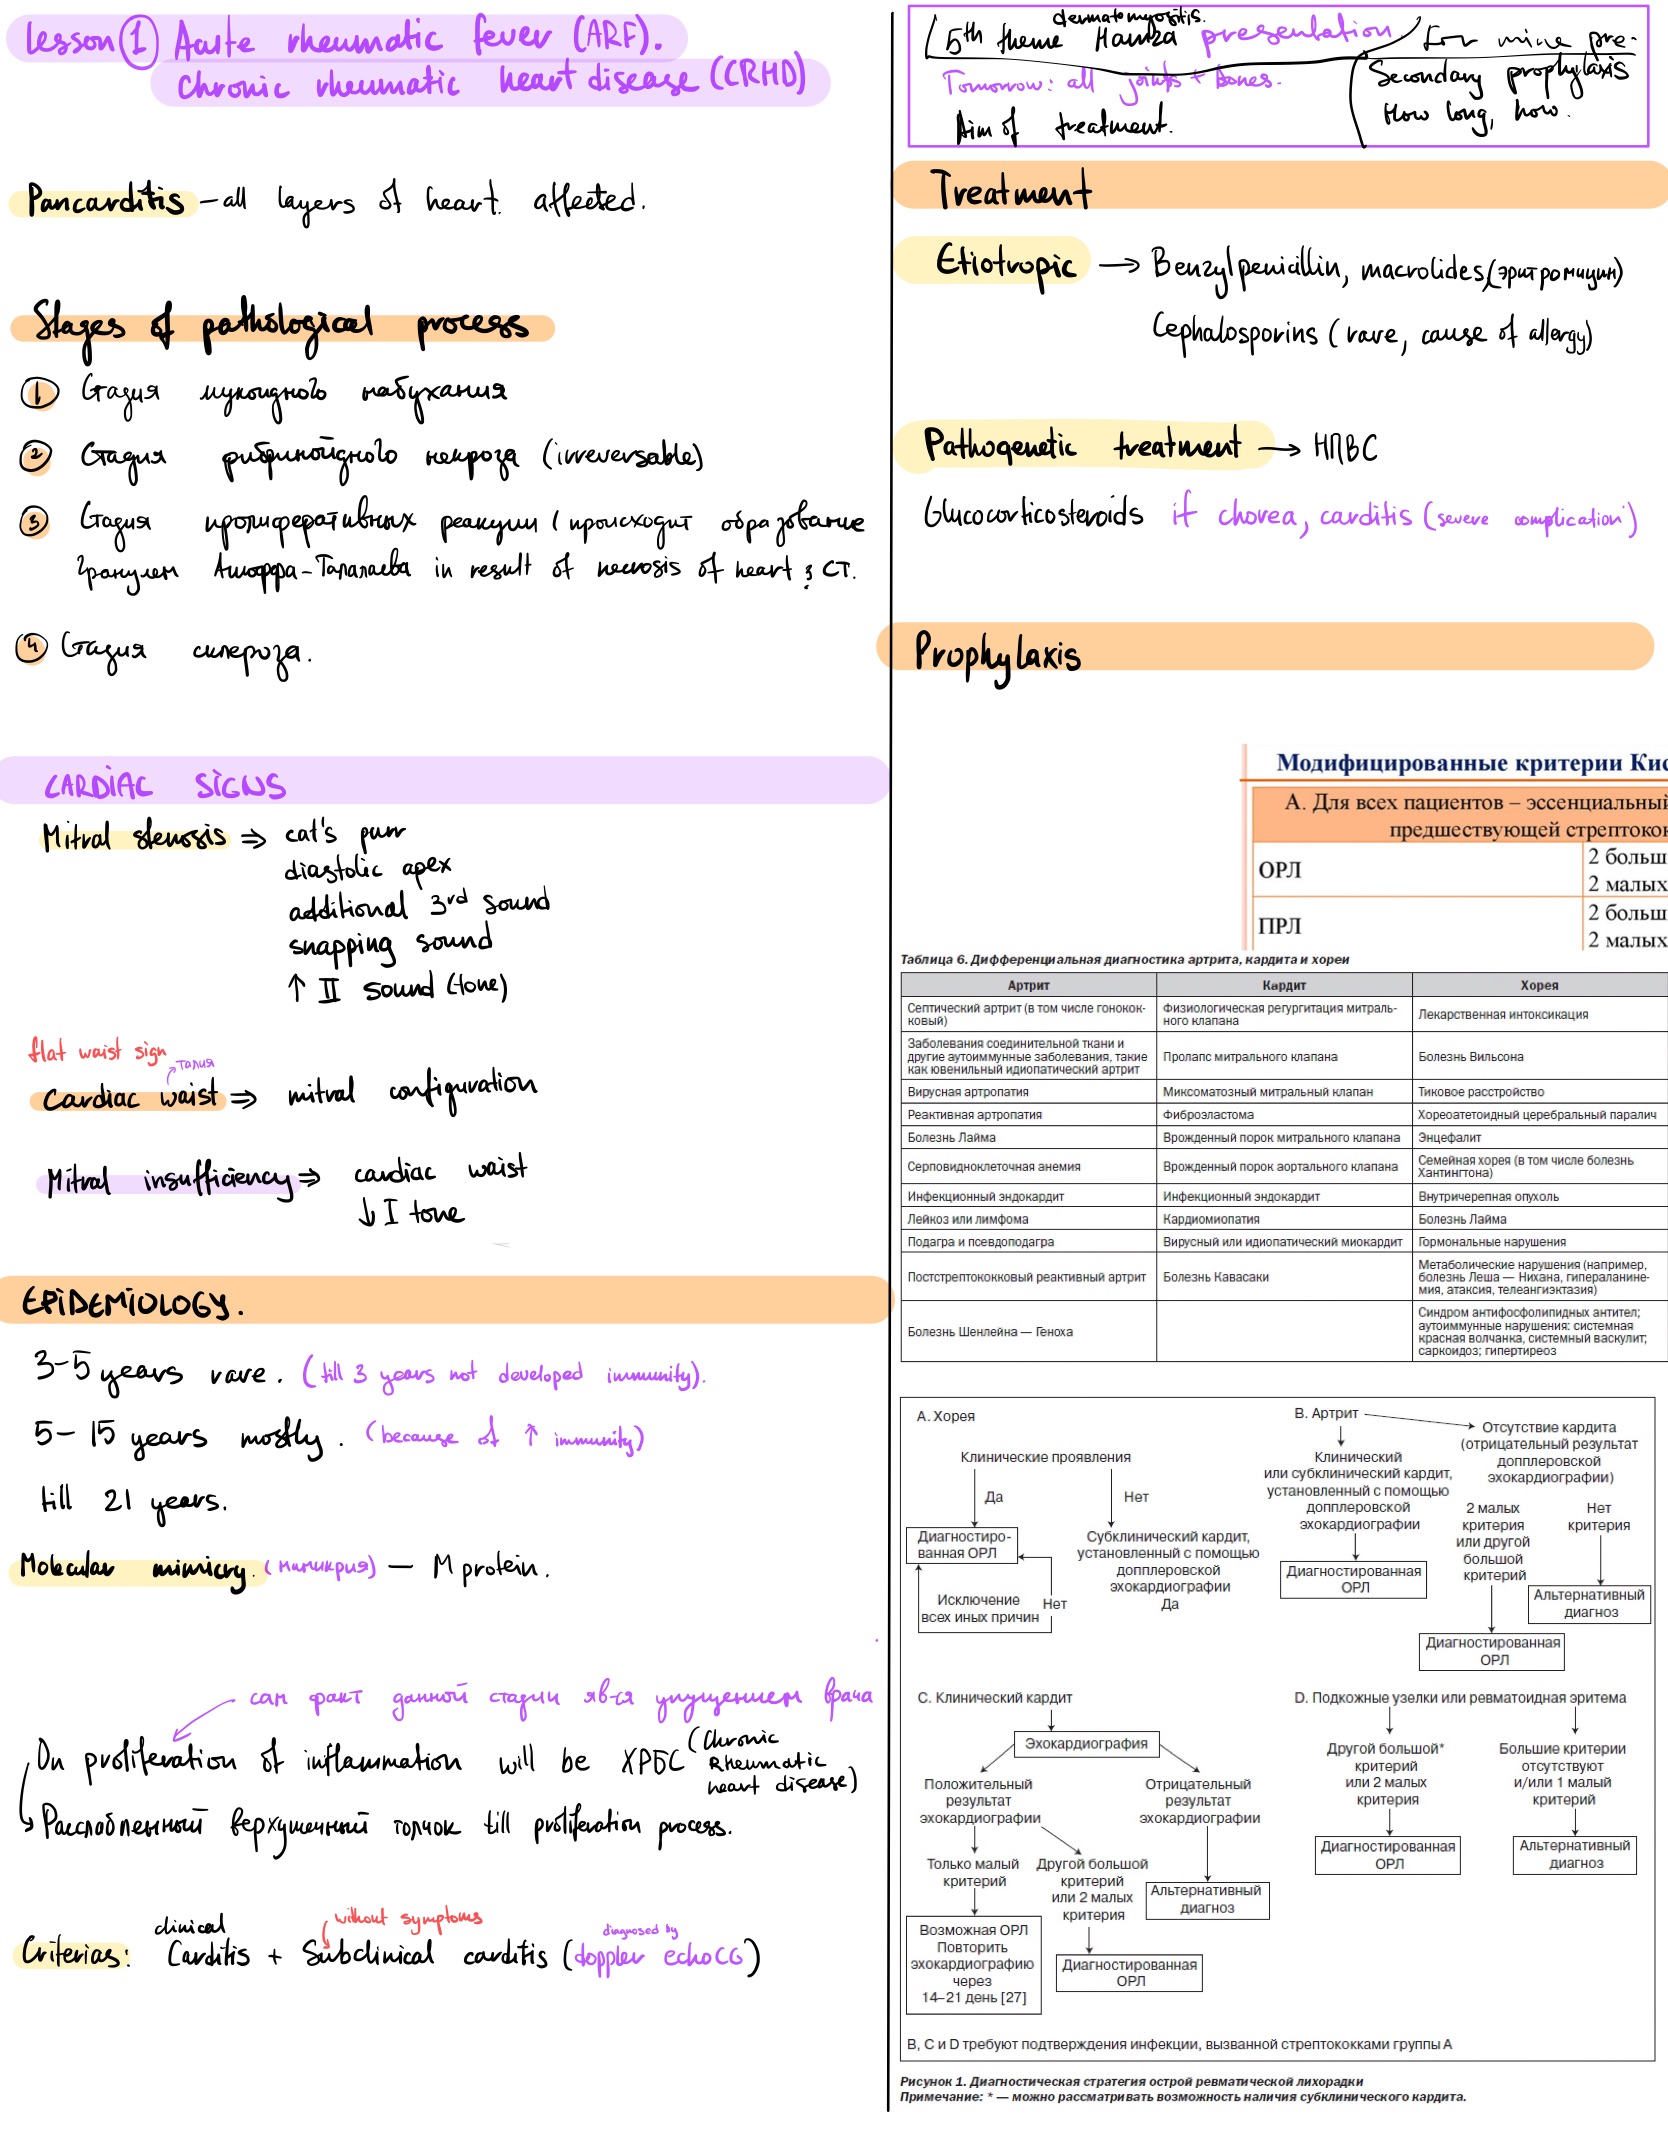 Lesson 1 Acute rheumatic fever (ARF).
Chronic rheumatic heart disease (CRHD)
Pancarditis – all layers of heart affected.
Stages of pathological process
1 Стадия мукоидного набухания
2 Стадия фибриноидного некроза (irreversable)
3 Стадия пролиферативных реакции (происходит образование
гранулем Ашоффа-Талалаева in result of necrosis of heart & CT.
4 Стадия склероза.
CARDIAC SIGNS
Mitral stenosis ⇒ cat's purr
diastolic apex
additional 3rd sound
snapping sound
↑ II sound (tone)
flat waist sign
талия
Cardiac waist ⇒ mitral configuration
Mitral insufficiency ⇒ cardiac waist
↓ I tone
EPIDEMIOLOGY.
3-5 years rare. (till 3 years not developed immunity).
5-15 years mostly. (because of ↑ immunity)
till 21 years.
Molecular mimicry. (мимикрия) — M protein.
сам факт данной стадии явся упущением врача
On proliferation of inflammation will be ХРБС (Chronic
Rheumatic
heart disease)
Расслабленный верхушечный толчок till proliferation process.
clinical
without symptoms
diagnosed by
Criterias: Carditis + Subclinical carditis (doppler echoCG)
dermatomyositis.
5th theme Hamza presentation
For mine pre-
Tomorrow: all joints + bones.
Secondary prophylaxis
Aim of treatment.
How long, how.
Treatment
Etiotropic → Benzylpenicillin, macrolides, (эритромицин)
Cephalosporins (rare, cause of allergy)
Pathogenetic treatment → НПВС
Glucocorticosteroids if chorea, carditis (severe complication)
Prophylaxis
Модифицированные критерии Кис
А. Для всех пациентов – эссенциальный
предшествующей стрептокок
ОРЛ
2 больш
2 малых
ПРЛ
2 больш
2 малых
Таблица 6. Дифференциальная диагностика артрита, кардита и хореи
Артрит Кардит Хорея
Септический артрит (в том числе гонокок-
ковый)
Физиологическая регургитация митраль-
ного клапана
Лекарственная интоксикация
Заболевания соединительной ткани и
другие аутоиммунные заболевания, такие
как ювенильный идиопатический артрит
Пролапс митрального клапана
Болезнь Вильсона
Вирусная артропатия
Миксоматозный митральный клапан
Тиковое расстройство
Реактивная артропатия
Фиброэластома
Хореоатетоидный церебральный паралич
Болезнь Лайма
Врожденный порок митрального клапана
Энцефалит
Серповидноклеточная анемия
Врожденный порок аортального клапана
Семейная хорея (в том числе болезнь
Хантингтона)
Инфекционный эндокардит
Инфекционный эндокардит
Внутричерепная опухоль
Лейкоз или лимфома
Кардиомиопатия
Болезнь Лайма
Подагра и псевдоподагра
Вирусный или идиопатический миокардит
Гормональные нарушения
Постстрептококковый реактивный артрит
Болезнь Кавасаки
Метаболические нарушения (например,
болезнь Леша — Нихана, гипераланине-
мия, атаксия, телеангиэктазия)
Болезнь Шенлейна — Геноха
Синдром антифосфолипидных антител;
аутоиммунные нарушения: системная
красная волчанка, системный васкулит;
саркоидоз; гипертиреоз
А. Хорея
Клинические проявления
Да
Нет
Диагностиро-
ванная ОРЛ
Субклинический кардит,
установленный с помощью
допплеровской
эхокардиографии
Да
Исключение
всех иных причин
Нет
В. Артрит
Отсутствие кардита
(отрицательный результат
допплеровской
эхокардиографии)
Клинический
или субклинический кардит,
установленный с помощью
допплеровской
эхокардиографии
2 малых
критерия
или другой
большой
критерий
Нет
критерия
Диагностированная
ОРЛ
Альтернативный
диагноз
Диагностированная
ОРЛ
С. Клинический кардит
Эхокардиография
Положительный
результат
эхокардиографии
Отрицательный
результат
эхокардиографии
Только малый
критерий
Другой большой
критерий
или 2 малых
критерия
Альтернативный
диагноз
Возможная ОРЛ
Повторить
эхокардиографию
через
14–21 день [27]
Диагностированная
ОРЛ
D. Подкожные узелки или ревматоидная эритема
Другой большой*
критерий
или 2 малых
критерия
Большие критерии
отсутствуют
и/или 1 малый
критерий
Диагностированная
ОРЛ
Альтернативный
диагноз
В, С и D требуют подтверждения инфекции, вызванной стрептококками группы А
Рисунок 1. Диагностическая стратегия острой ревматической лихорадки
Примечание: * — можно рассматривать возможность наличия субклинического кардита.